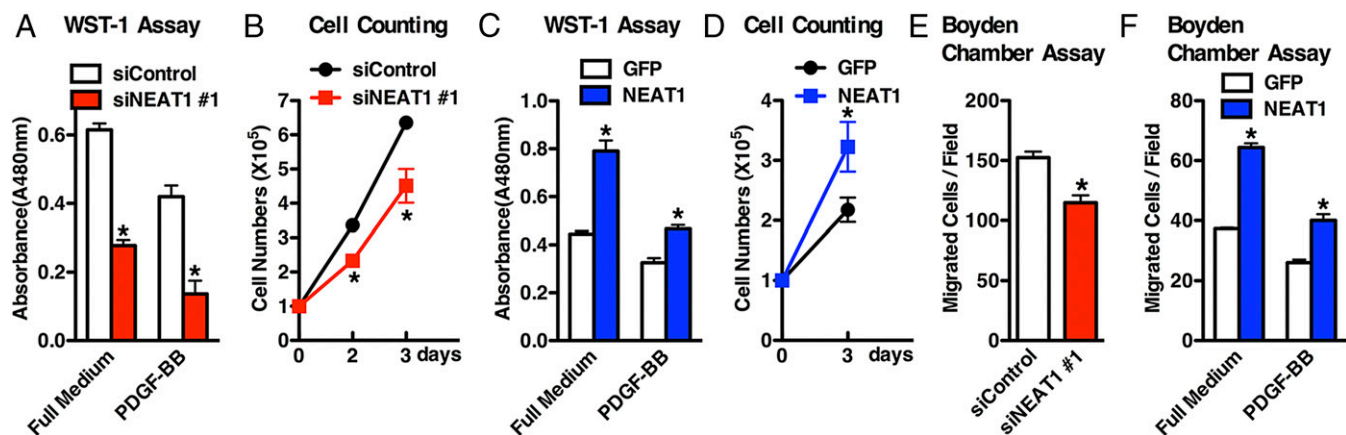 A WST-1 Assay
siControl
siNEAT1 #1
Absorbance(A480nm)
0.6
0.4
0.2
0.0
Full Medium
PDGF-BB
*
*
B Cell Counting
siControl
siNEAT1 #1
Cell Numbers (X10⁵)
7
6
5
4
3
2
1
0
0 2 3 days
*
*
C WST-1 Assay
GFP
NEAT1
Absorbance(A480nm)
1.0
0.8
0.6
0.4
0.2
0.0
Full Medium
PDGF-BB
*
*
D Cell Counting
GFP
NEAT1
Cell Numbers (X10⁵)
4
3
2
1
0
0 3 days
*
E Boyden
Chamber Assay
Migrated Cells / Field
200
150
100
50
0
siControl
siNEAT1 #1
*
F Boyden
Chamber Assay
GFP
NEAT1
Migrated Cells / Field
80
60
40
20
0
Full Medium
PDGF-BB
*
*